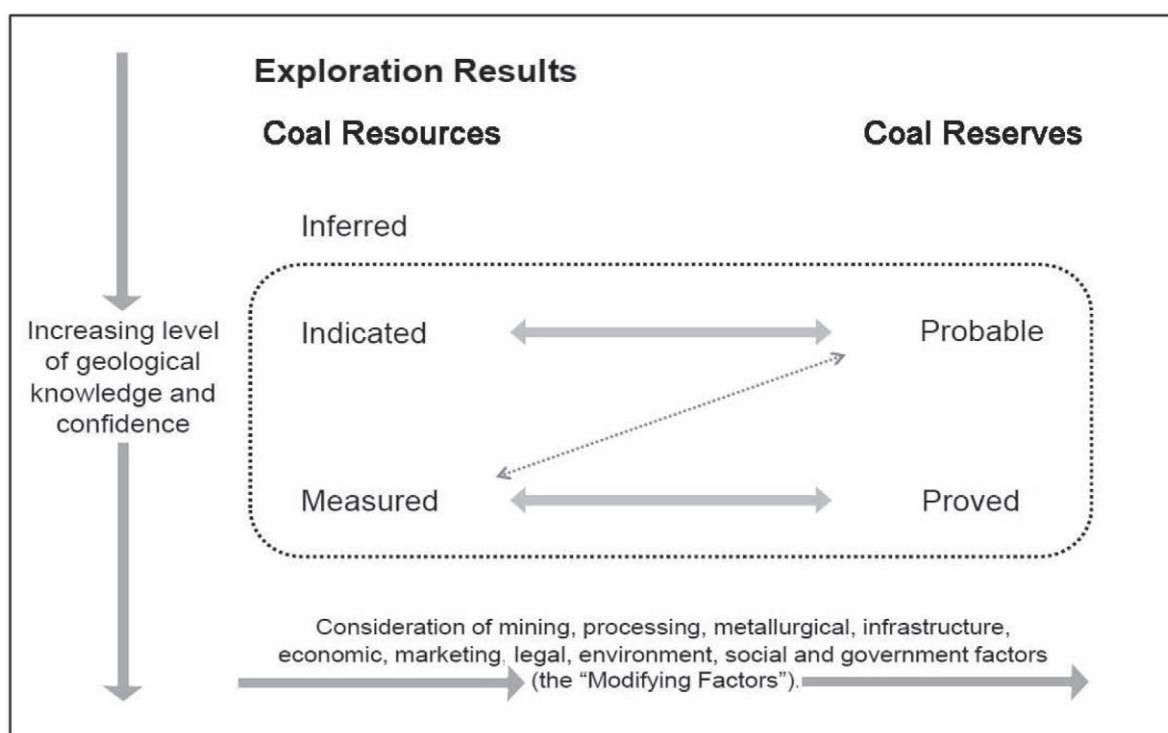 Exploration Results
Coal Resources
Coal Reserves
Inferred
Increasing level
of geological
knowledge and
confidence
Indicated
Probable
Measured
Proved
Consideration of mining, processing, metallurgical, infrastructure,
economic, marketing, legal, environment, social and government factors
(the “Modifying Factors”).